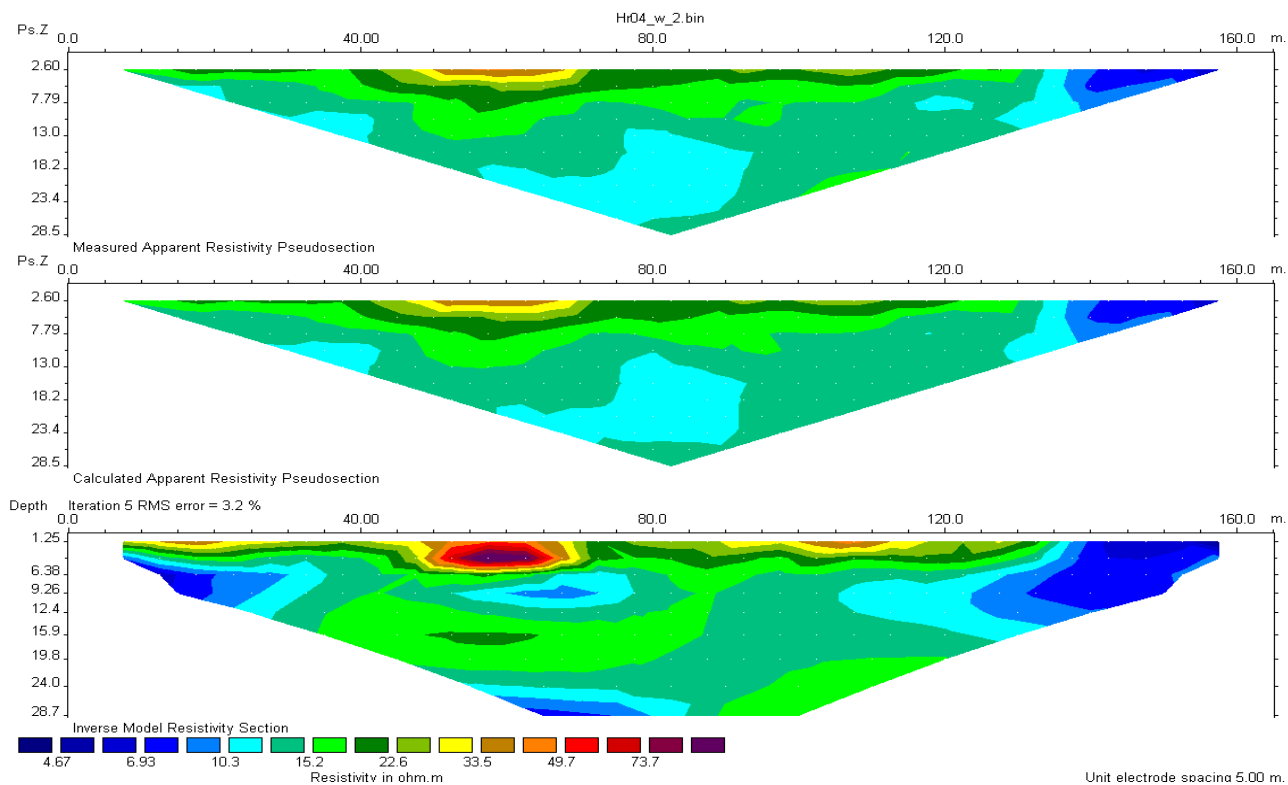 Hr04_w_2.bin
Ps.Z 0.0 40.00 80.0 120.0 160.0 m.
2.60
7.79
13.0
18.2
23.4
28.5
Measured Apparent Resistivity Pseudosection
Ps.Z 0.0 40.00 80.0 120.0 160.0 m.
2.60
7.79
13.0
18.2
23.4
28.5
Calculated Apparent Resistivity Pseudosection
Depth Iteration 5 RMS error = 3.2 %
0.0 40.00 80.0 120.0 160.0 m.
1.25
6.38
9.26
12.4
15.9
19.8
24.0
28.7
Inverse Model Resistivity Section
4.67 6.93 10.3 15.2 22.6 33.5 49.7 73.7
Resistivity in ohm.m
Unit electrode spacing 5.00 m.